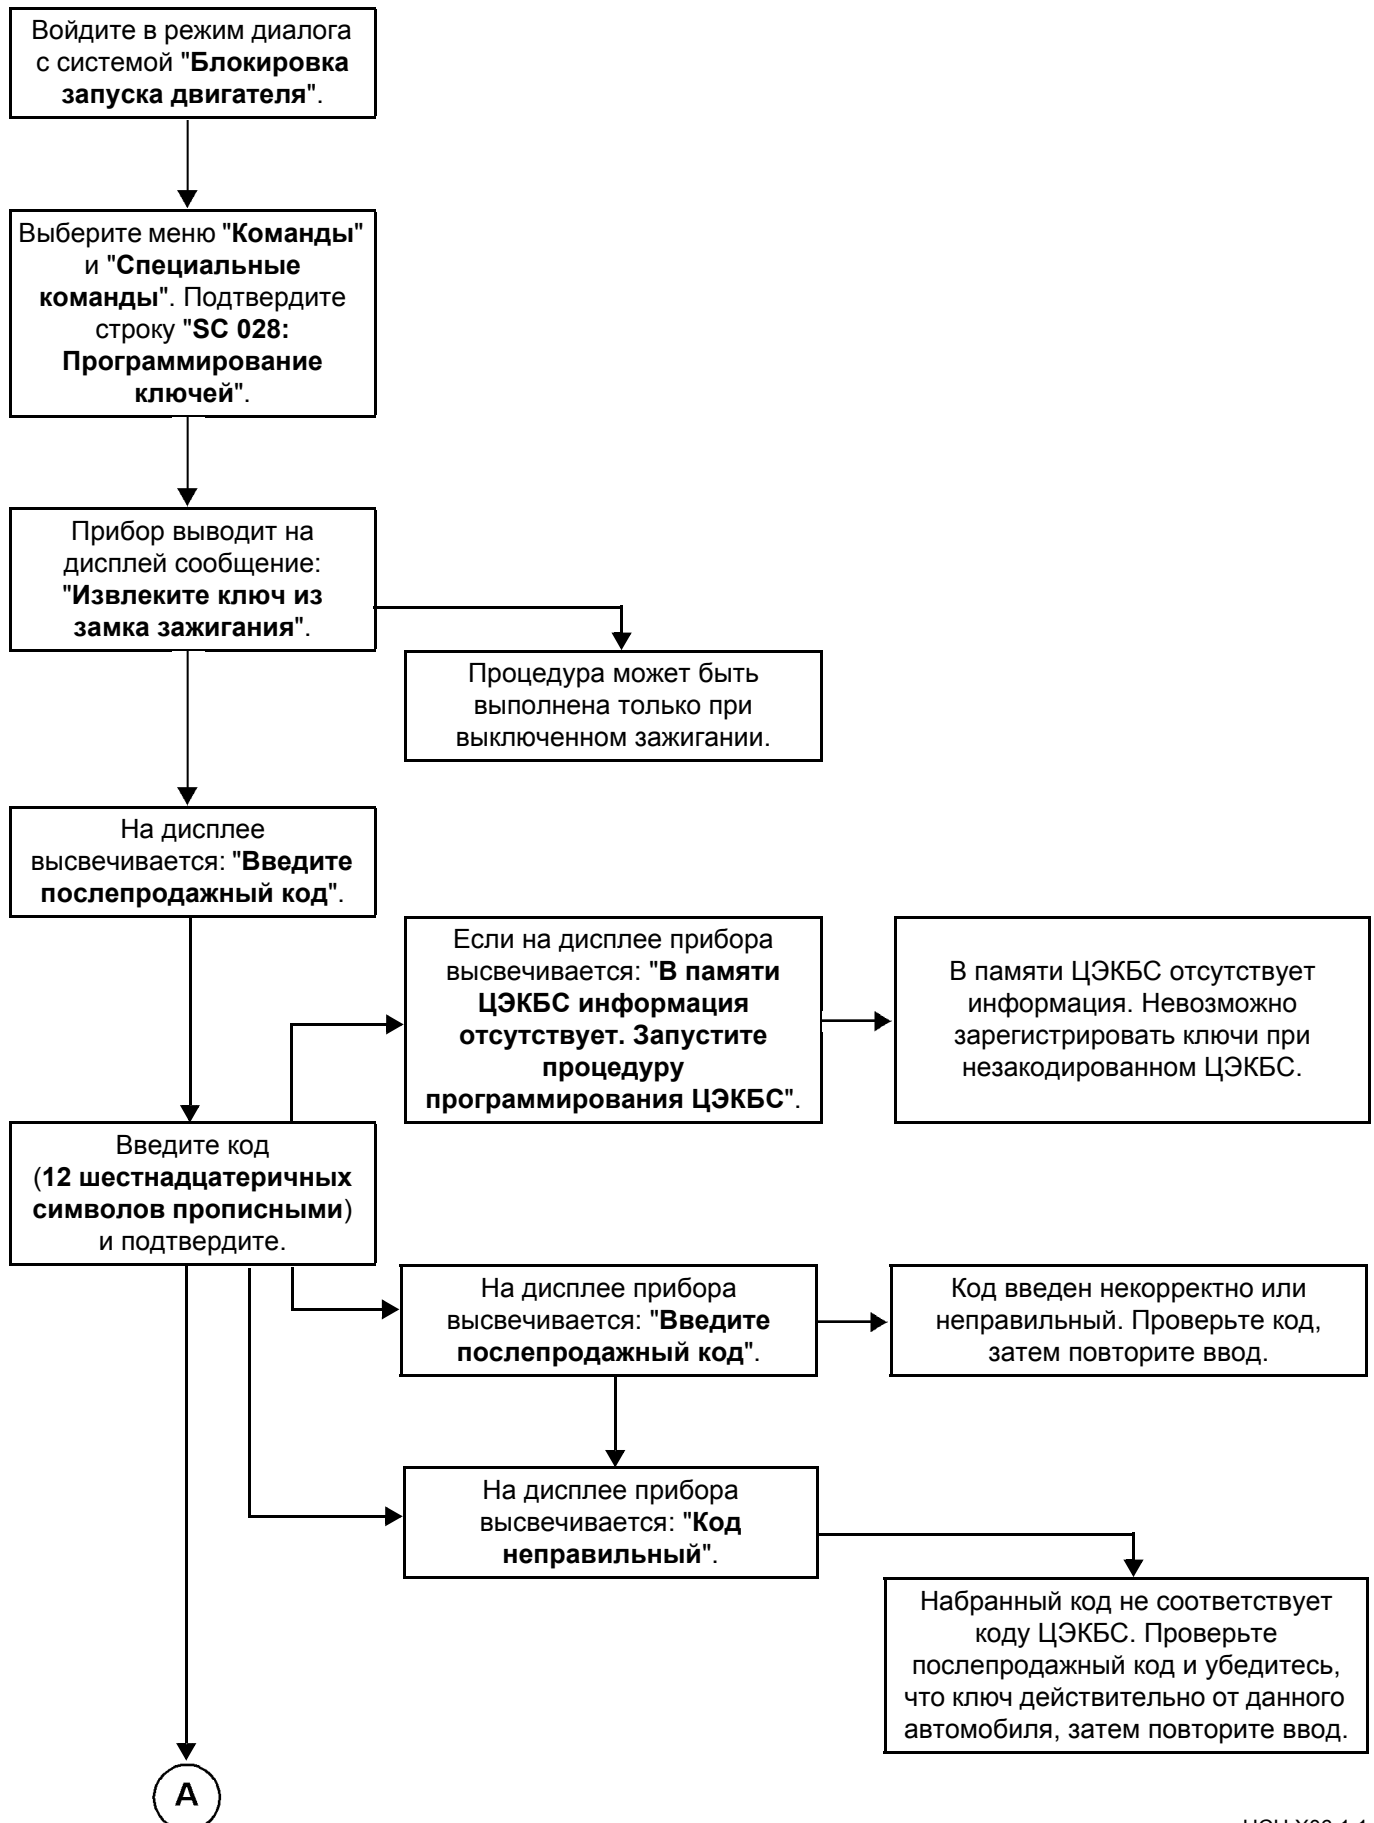 Войдите в режим диалога
с системой "Блокировка
запуска двигателя".
Выберите меню "Команды"
и "Специальные
команды". Подтвердите
строку "SC 028:
Программирование
ключей".
Прибор выводит на
дисплей сообщение:
"Извлеките ключ из
замка зажигания".
Процедура может быть
выполнена только при
выключенном зажигании.
На дисплее
высвечивается: "Введите
послепродажный код".
Если на дисплее прибора
высвечивается: "В памяти
ЦЭКБС информация
отсутствует. Запустите
процедуру
программирования ЦЭКБС".
В памяти ЦЭКБС отсутствует
информация. Невозможно
зарегистрировать ключи при
незакодированном ЦЭКБС.
Введите код
(12 шестнадцатеричных
символов прописными)
и подтвердите.
На дисплее прибора
высвечивается: "Введите
послепродажный код".
Код введен некорректно или
неправильный. Проверьте код,
затем повторите ввод.
На дисплее прибора
высвечивается: "Код
неправильный".
Набранный код не соответствует
коду ЦЭКБС. Проверьте
послепродажный код и убедитесь,
что ключ действительно от данного
автомобиля, затем повторите ввод.
A